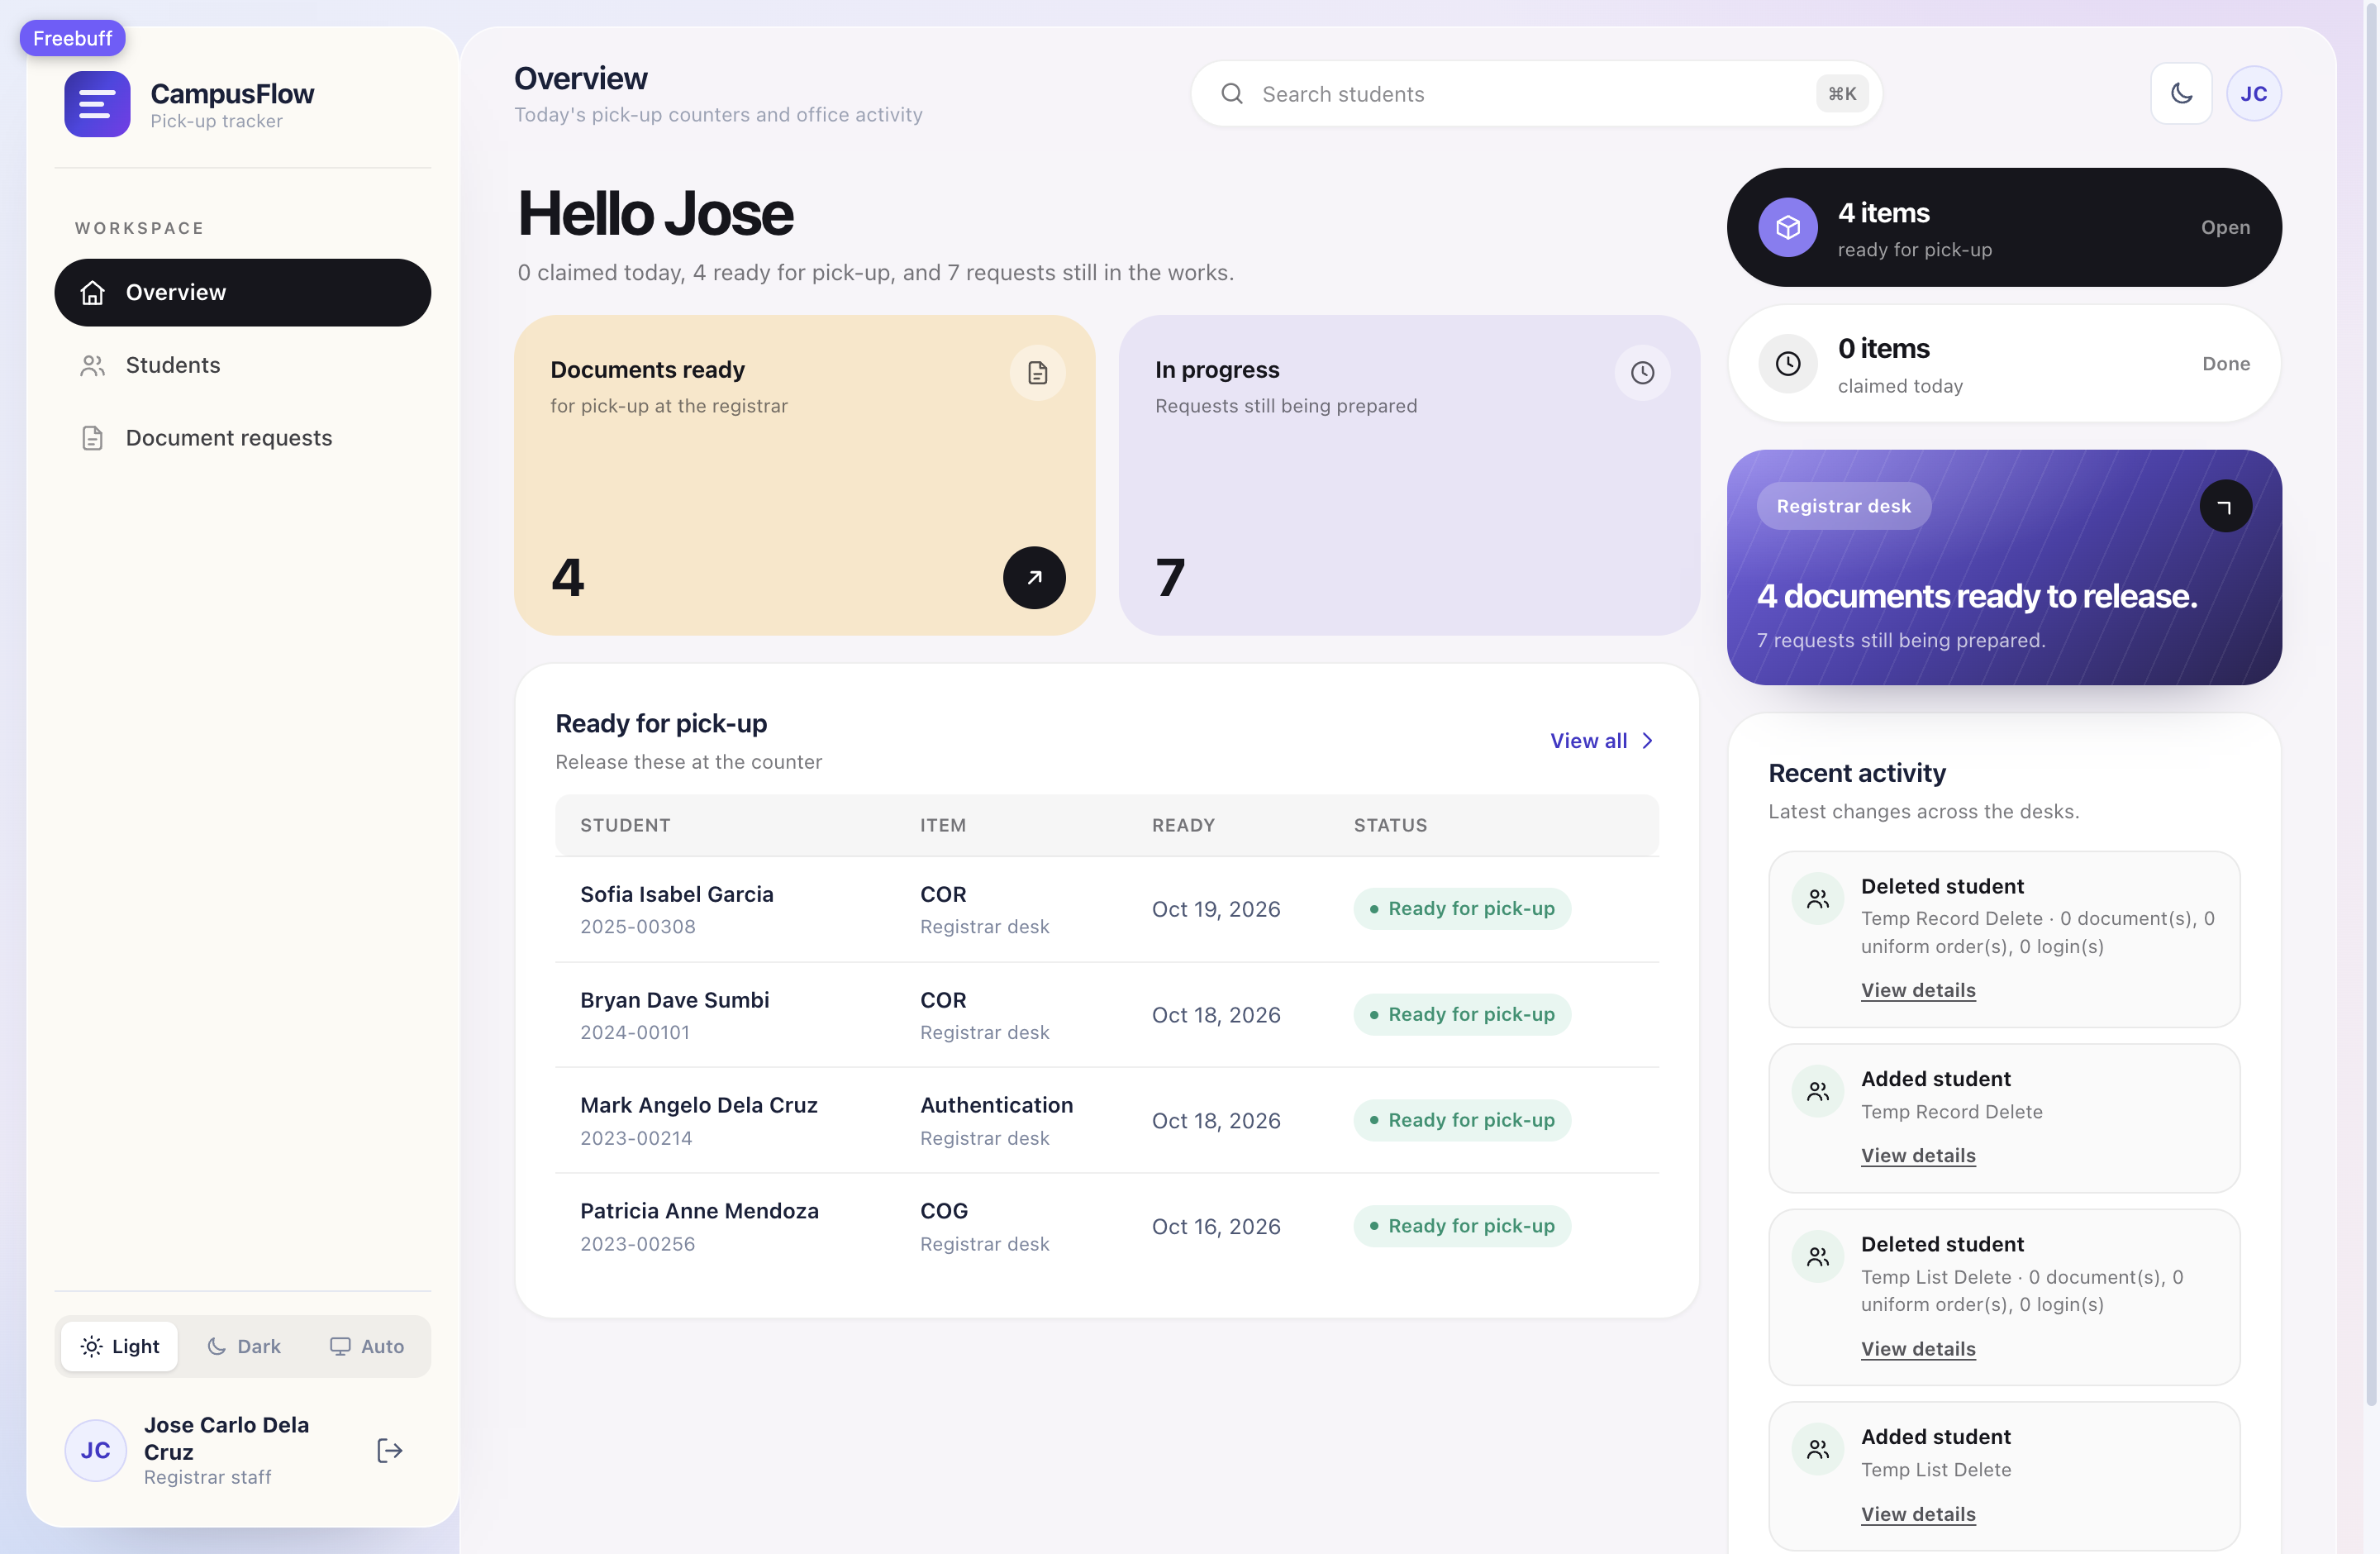 Freebuff
CampusFlow
Pick-up tracker
WORKSPACE
Overview
Students
Document requests
Light
Dark
Auto
JC
Jose Carlo Dela
Cruz
Registrar staff
Overview
Today's pick-up counters and office activity
Search students
⌘K
JC
Hello Jose
0 claimed today, 4 ready for pick-up, and 7 requests still in the works.
Documents ready
for pick-up at the registrar
4
In progress
Requests still being prepared
7
Ready for pick-up
Release these at the counter
View all
STUDENT ITEM READY STATUS
Sofia Isabel Garcia COR Oct 19, 2026 Ready for pick-up
2025-00308 Registrar desk
Bryan Dave Sumbi COR Oct 18, 2026 Ready for pick-up
2024-00101 Registrar desk
Mark Angelo Dela Cruz Authentication Oct 18, 2026 Ready for pick-up
2023-00214 Registrar desk
Patricia Anne Mendoza COG Oct 16, 2026 Ready for pick-up
2023-00256 Registrar desk
4 items
ready for pick-up
Open
0 items
claimed today
Done
Registrar desk
4 documents ready to release.
7 requests still being prepared.
Recent activity
Latest changes across the desks.
Deleted student
Temp Record Delete · 0 document(s), 0
uniform order(s), 0 login(s)
View details
Added student
Temp Record Delete
View details
Deleted student
Temp List Delete · 0 document(s), 0
uniform order(s), 0 login(s)
View details
Added student
Temp List Delete
View details